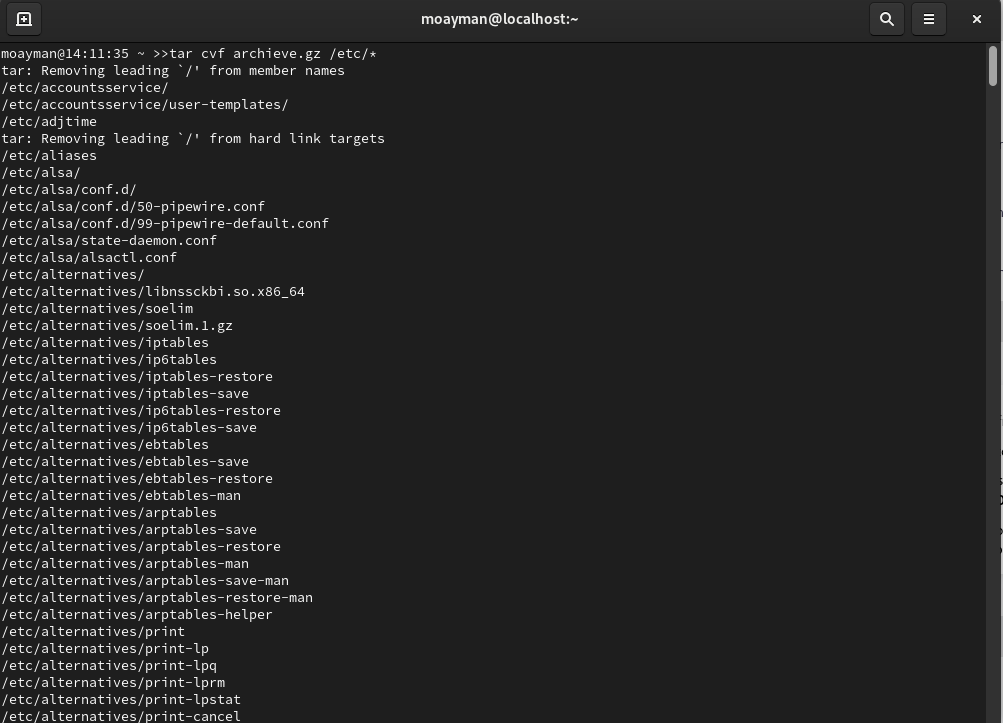 moayman@localhost:~
moayman@14:11:35 ~ >>tar cvf archieve.gz /etc/*
tar: Removing leading `/' from member names
/etc/accountsservice/
/etc/accountsservice/user-templates/
/etc/adjtime
tar: Removing leading `/' from hard link targets
/etc/aliases
/etc/alsa/
/etc/alsa/conf.d/
/etc/alsa/conf.d/50-pipewire.conf
/etc/alsa/conf.d/99-pipewire-default.conf
/etc/alsa/state-daemon.conf
/etc/alsa/alsactl.conf
/etc/alternatives/
/etc/alternatives/libnssckbi.so.x86_64
/etc/alternatives/soelim
/etc/alternatives/soelim.1.gz
/etc/alternatives/iptables
/etc/alternatives/ip6tables
/etc/alternatives/iptables-restore
/etc/alternatives/iptables-save
/etc/alternatives/ip6tables-restore
/etc/alternatives/ip6tables-save
/etc/alternatives/ebtables
/etc/alternatives/ebtables-save
/etc/alternatives/ebtables-restore
/etc/alternatives/ebtables-man
/etc/alternatives/arptables
/etc/alternatives/arptables-save
/etc/alternatives/arptables-restore
/etc/alternatives/arptables-man
/etc/alternatives/arptables-save-man
/etc/alternatives/arptables-restore-man
/etc/alternatives/arptables-helper
/etc/alternatives/print
/etc/alternatives/print-lp
/etc/alternatives/print-lpq
/etc/alternatives/print-lprm
/etc/alternatives/print-lpstat
/etc/alternatives/print-cancel